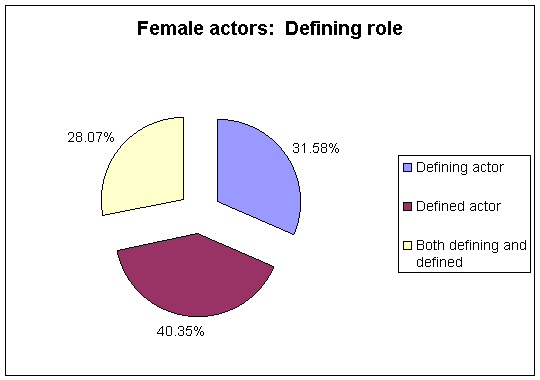 Female actors:  Defining role
28.07%
31.58%
40.35%
Defining actor
Defined actor
Both defining and
defined